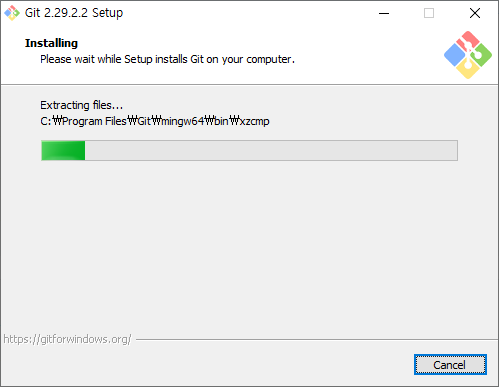 Git 2.29.2.2 Setup
Installing
Please wait while Setup installs Git on your computer.
Extracting files...
C:₩Program Files₩Git₩mingw64₩bin₩xzcmp
https://gitforwindows.org/
Cancel